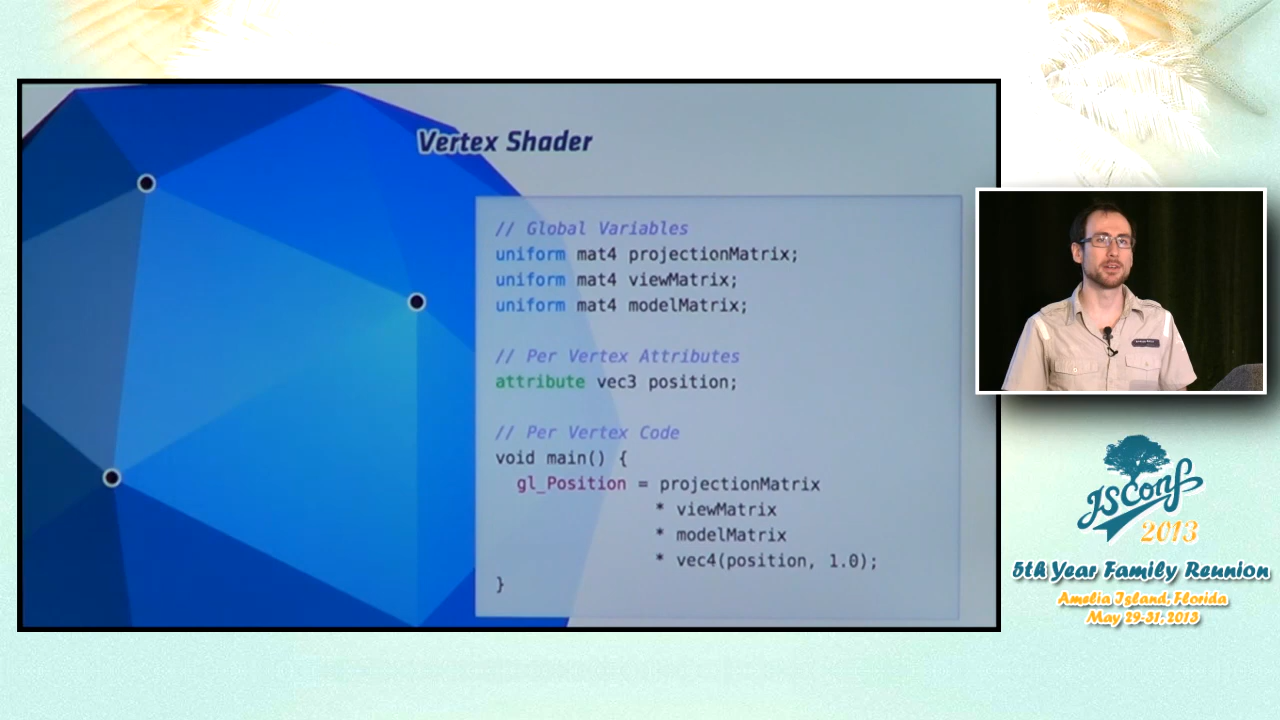 Vertex Shader
// Global Variables
uniform mat4 projectionMatrix;
uniform mat4 viewMatrix;
uniform mat4 modelMatrix;
// Per Vertex Attributes
attribute vec3 position;
// Per Vertex Code
void main() {
gl_Position = projectionMatrix
* viewMatrix
* modelMatrix
* vec4(position, 1.0);
}
JSConf
2013
5th Year Family Reunion
Amelia Island, Florida
May 29-31, 2013